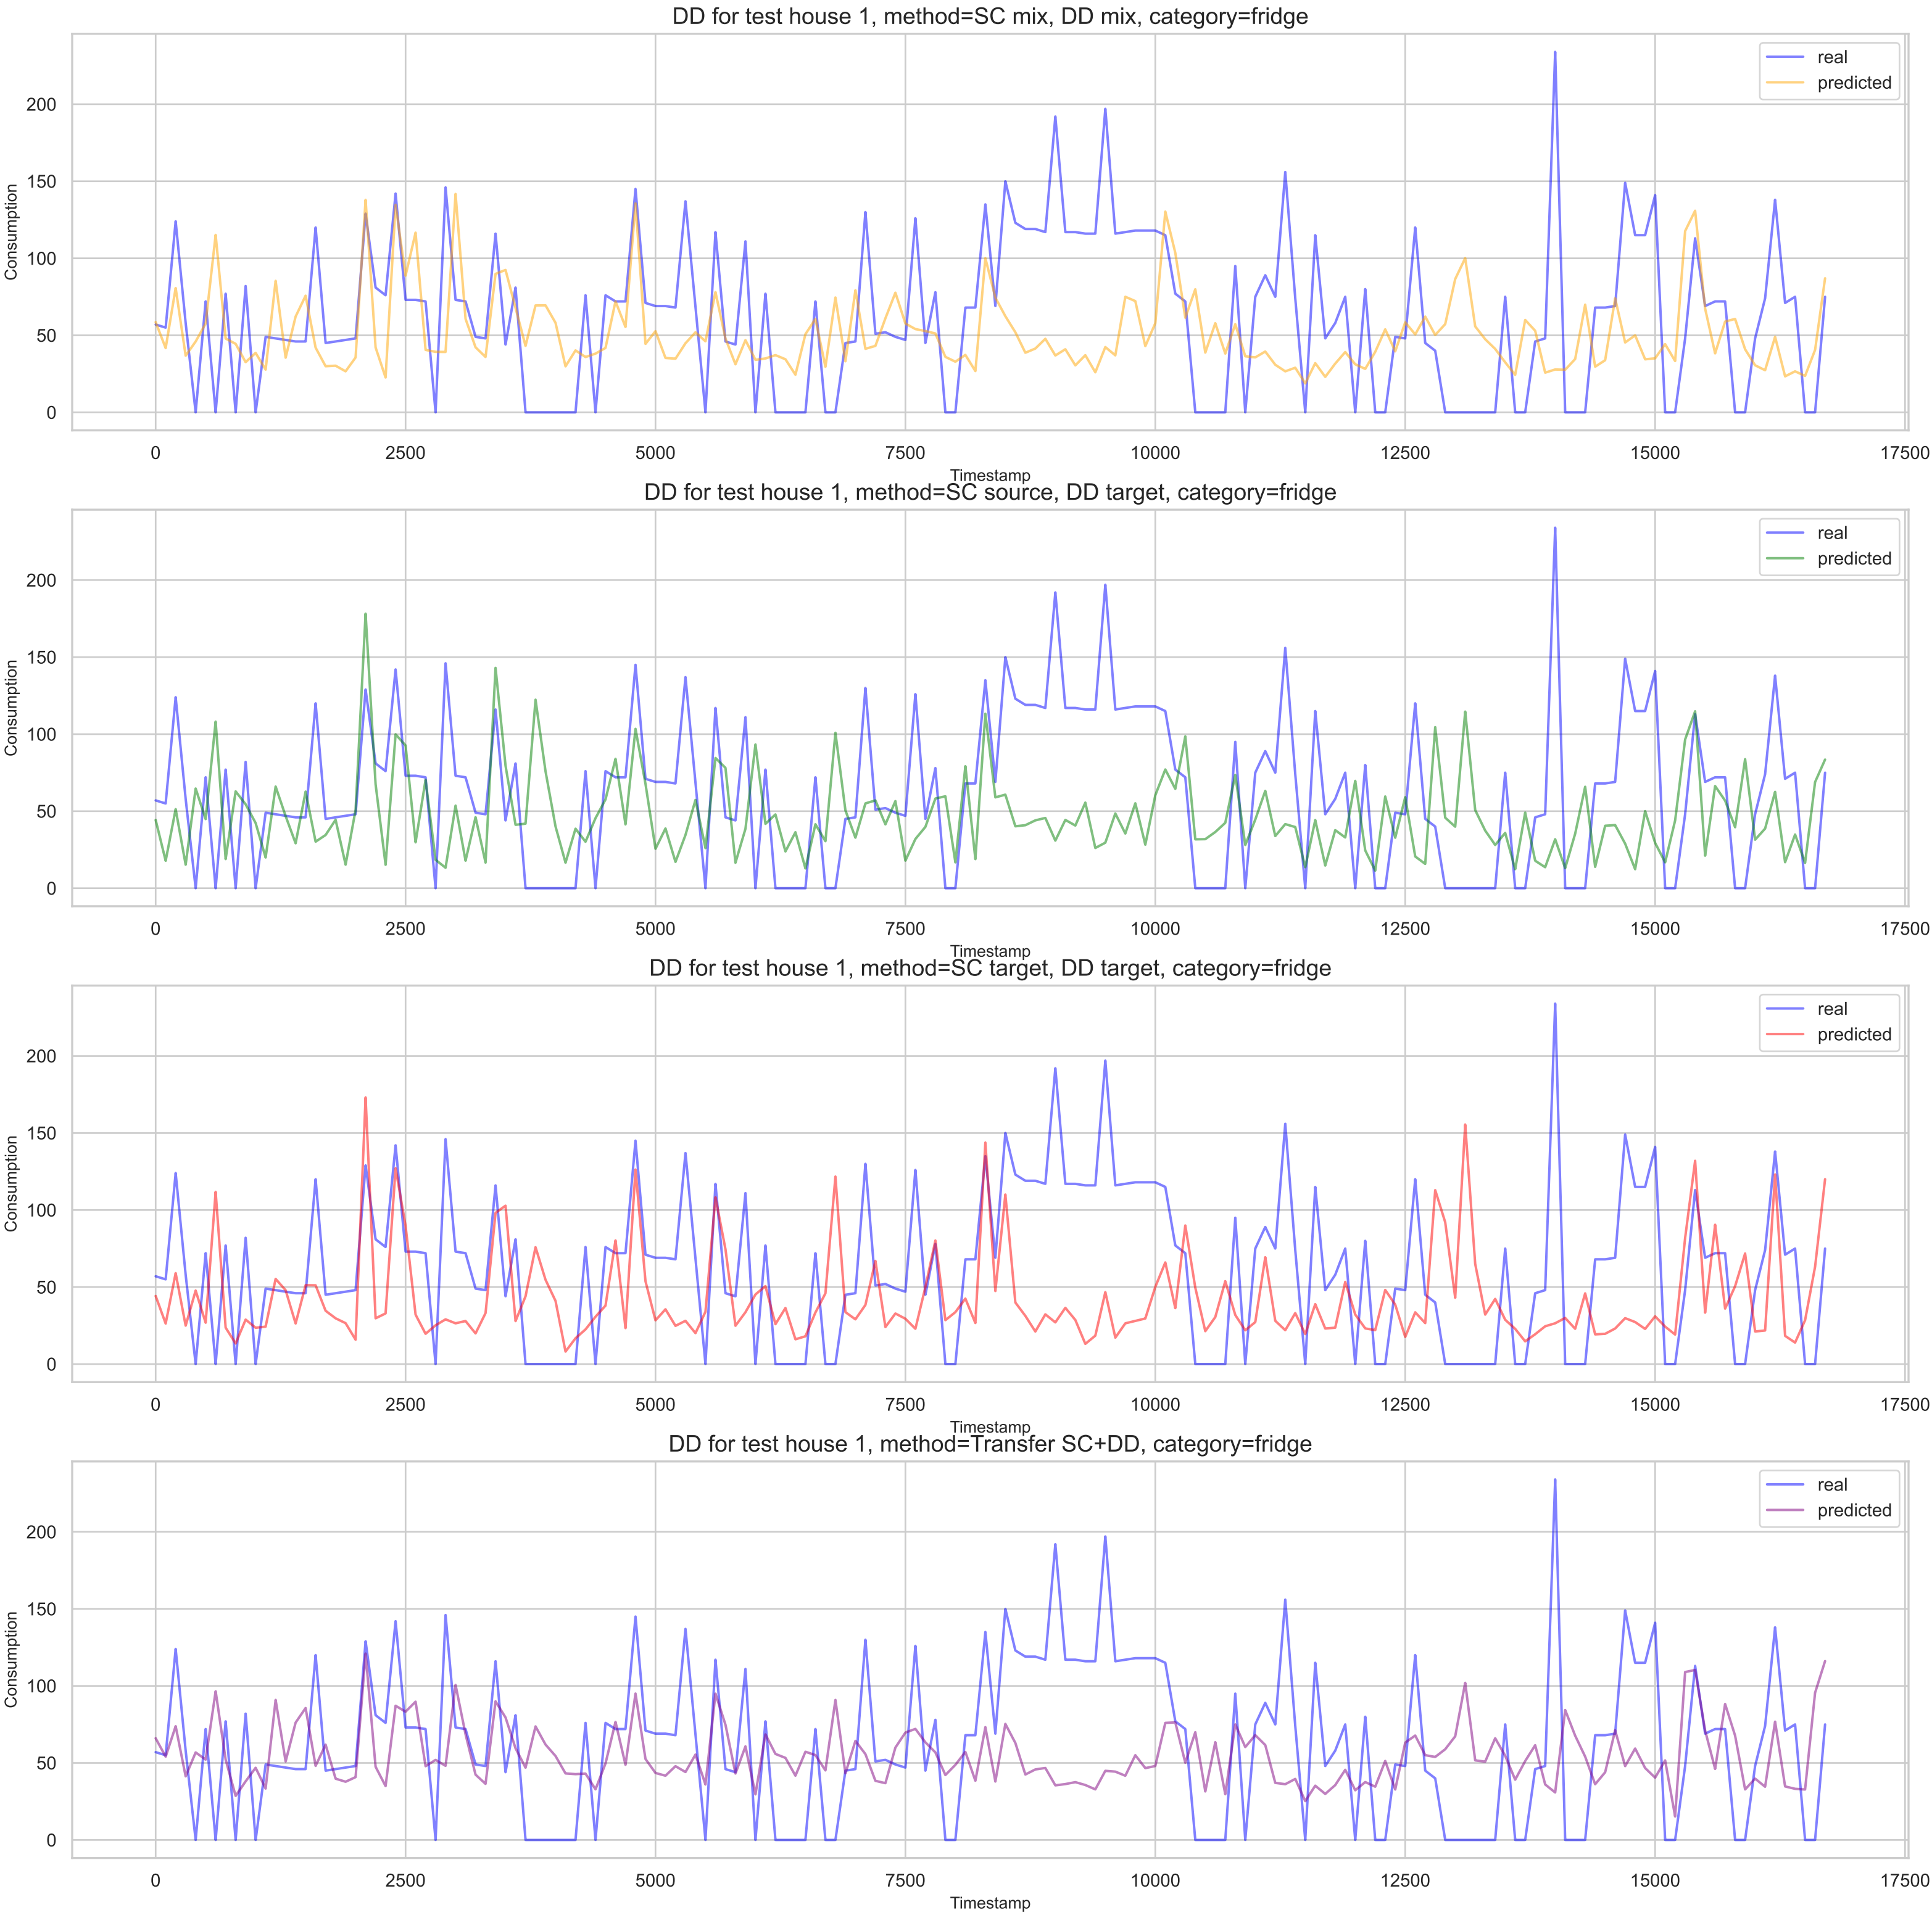 DD for test house 1, method=SC mix, DD mix, category=fridge
real
predicted
Consumption
200
150
100
50
0
0 2500 5000 7500 10000 12500 15000 17500
Timestamp
DD for test house 1, method=SC source, DD target, category=fridge
real
predicted
Consumption
200
150
100
50
0
0 2500 5000 7500 10000 12500 15000 17500
Timestamp
DD for test house 1, method=SC target, DD target, category=fridge
real
predicted
Consumption
200
150
100
50
0
0 2500 5000 7500 10000 12500 15000 17500
Timestamp
DD for test house 1, method=Transfer SC+DD, category=fridge
real
predicted
Consumption
200
150
100
50
0
0 2500 5000 7500 10000 12500 15000 17500
Timestamp